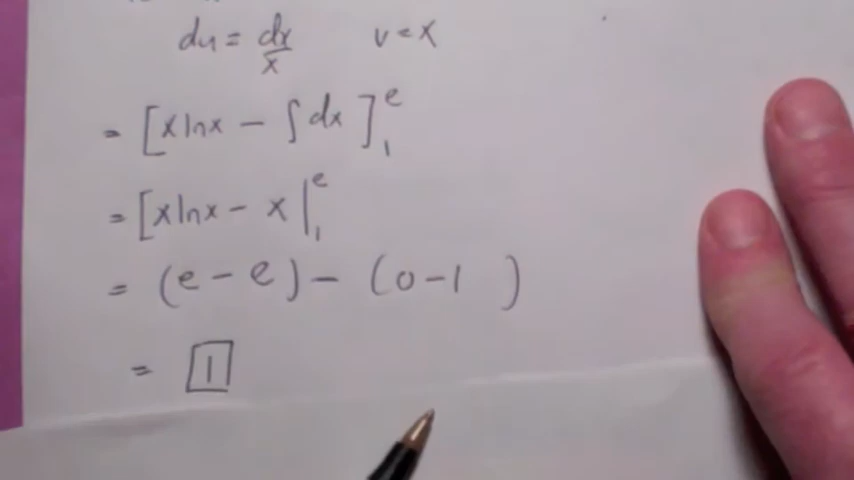 du = dx/x v = x
= [x ln x - ∫ dx]₁ᵉ
= [x ln x - x|₁ᵉ
= (e - e) - (0 - 1 )
= 1